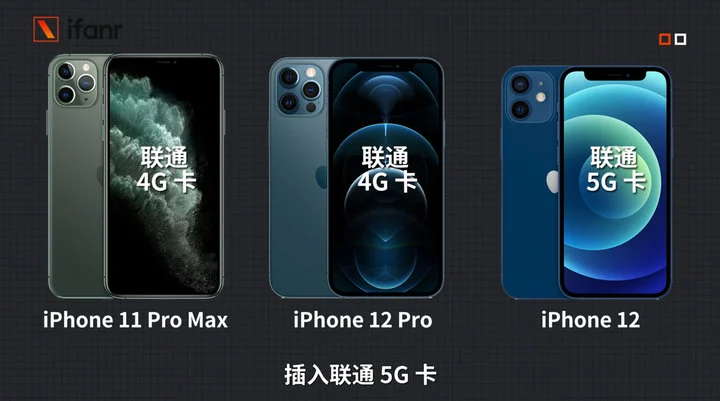 ifanr
联通
4G 卡
联通
4G 卡
联通
5G 卡
iPhone 11 Pro Max
iPhone 12 Pro
iPhone 12
插入联通 5G 卡